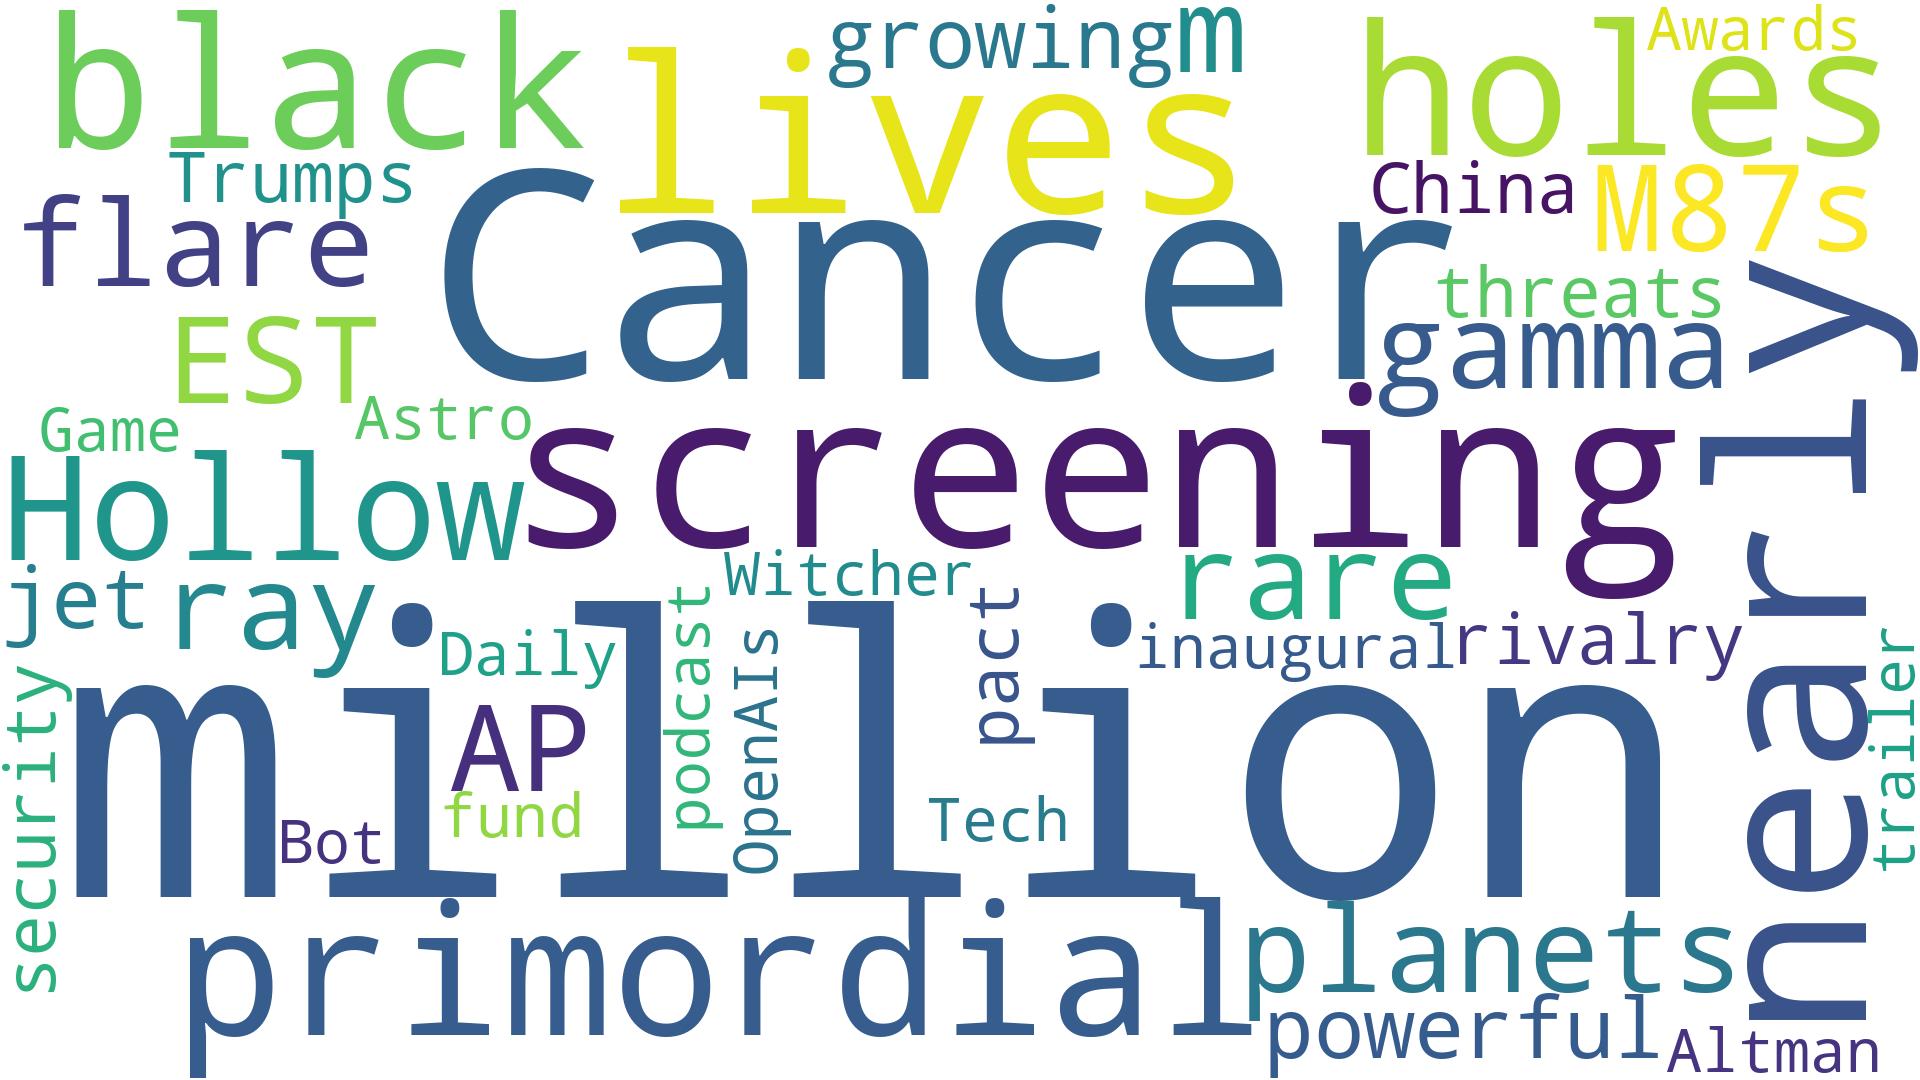 black
lives
growing
m
holes
Awards
Trumps
flare
Cancer
China
M87s
threats
gamma
EST
Game
Astro
Hollow
screening
nearly
jet
ray
Witcher
rare
Daily
podcast
OpenAIs
pact
inaugural
rivalry
trailer
security
million
AP
fund
Bot
Tech
primordial
planets
powerful
Altman